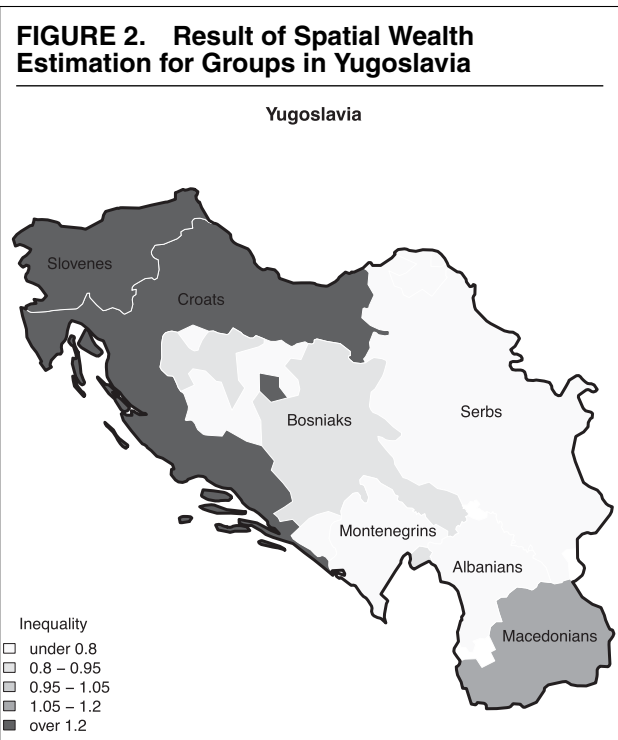 FIGURE 2. Result of Spatial Wealth
Estimation for Groups in Yugoslavia
Yugoslavia
Slovenes
Croats
Bosniaks
Serbs
Montenegrins
Albanians
Macedonians
Inequality
under 0.8
0.8 – 0.95
0.95 – 1.05
1.05 – 1.2
over 1.2